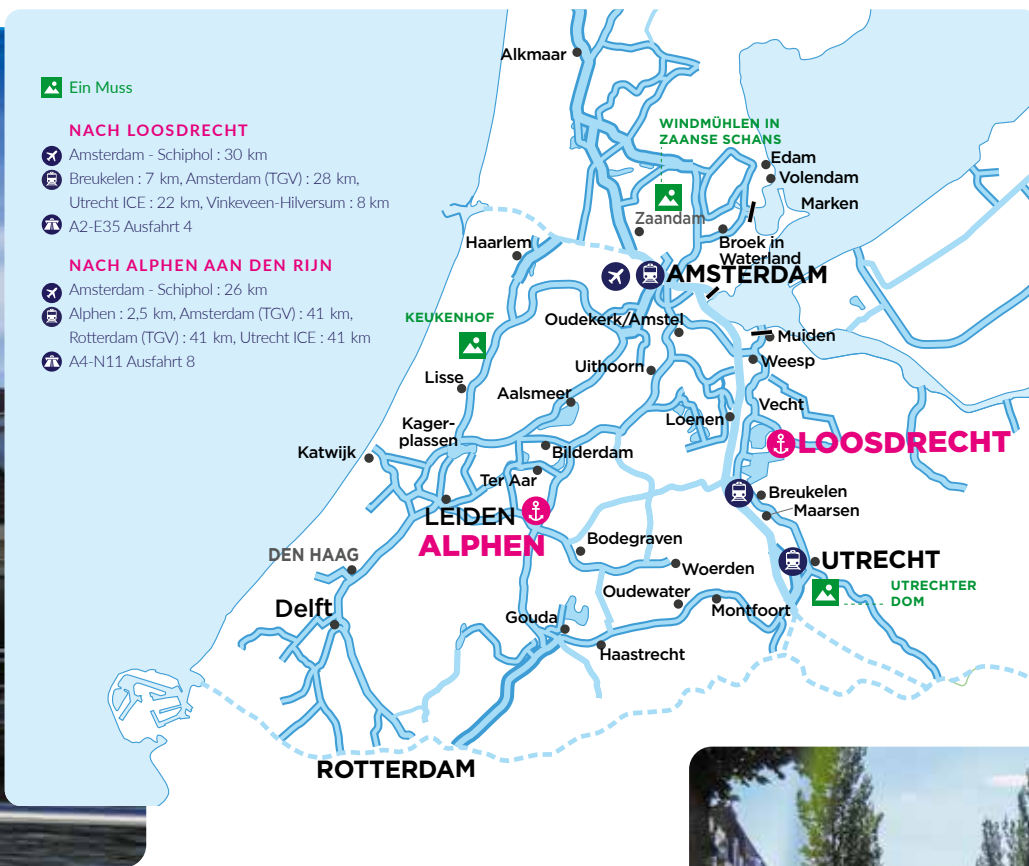 Ein Muss
NACH LOOSDRECHT
Amsterdam - Schiphol : 30 km
Breukelen : 7 km, Amsterdam (TGV) : 28 km,
Utrecht ICE : 22 km, Vinkeveen-Hilversum : 8 km
A2-E35 Ausfahrt 4
NACH ALPHEN AAN DEN RIJN
Amsterdam - Schiphol : 26 km
Alphen : 2,5 km, Amsterdam (TGV) : 41 km,
Rotterdam (TGV) : 41 km, Utrecht ICE : 41 km
A4-N11 Ausfahrt 8
Alkmaar
WINDMÜHLEN IN
ZAANSE SCHANS
Edam
Volendam
Marken
Zaandam
Haarlem
Broek in
Waterland
AMSTERDAM
KEUKENHOF
Oudekerk/Amstel
Muiden
Weesp
Uithoorn
Lisse
Aalsmeer
Vecht
Loenen
Kager-
plassen
LOOSDRECHT
Katwijk
Bilderdam
Ter Aar
Breukelen
Maarsen
LEIDEN
ALPHEN
Bodegraven
DEN HAAG
UTRECHT
Woerden
UTRECHTER
DOM
Oudewater
Montfoort
Delft
Gouda
Haastrecht
ROTTERDAM